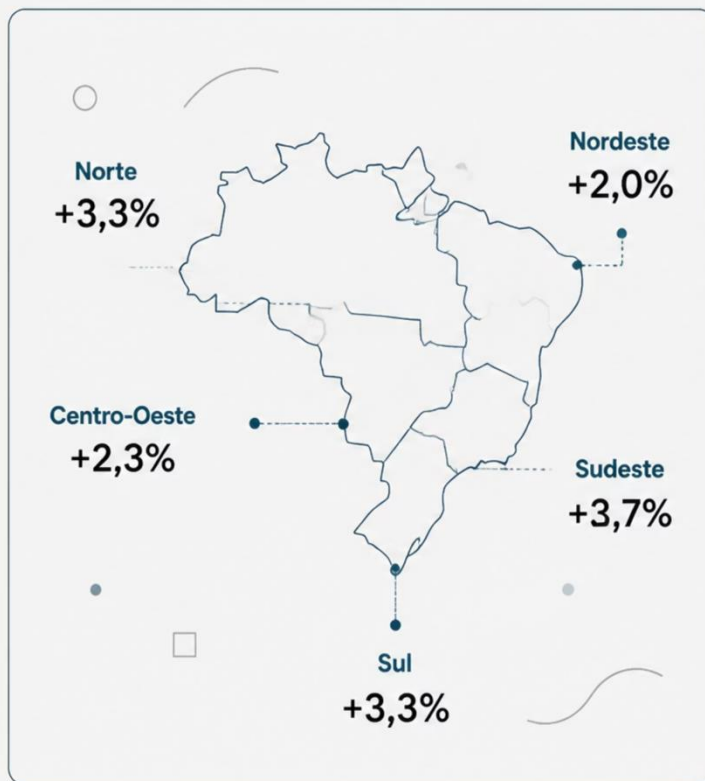 Norte
+3,3%
Nordeste
+2,0%
Centro-Oeste
+2,3%
Sudeste
+3,7%
Sul
+3,3%